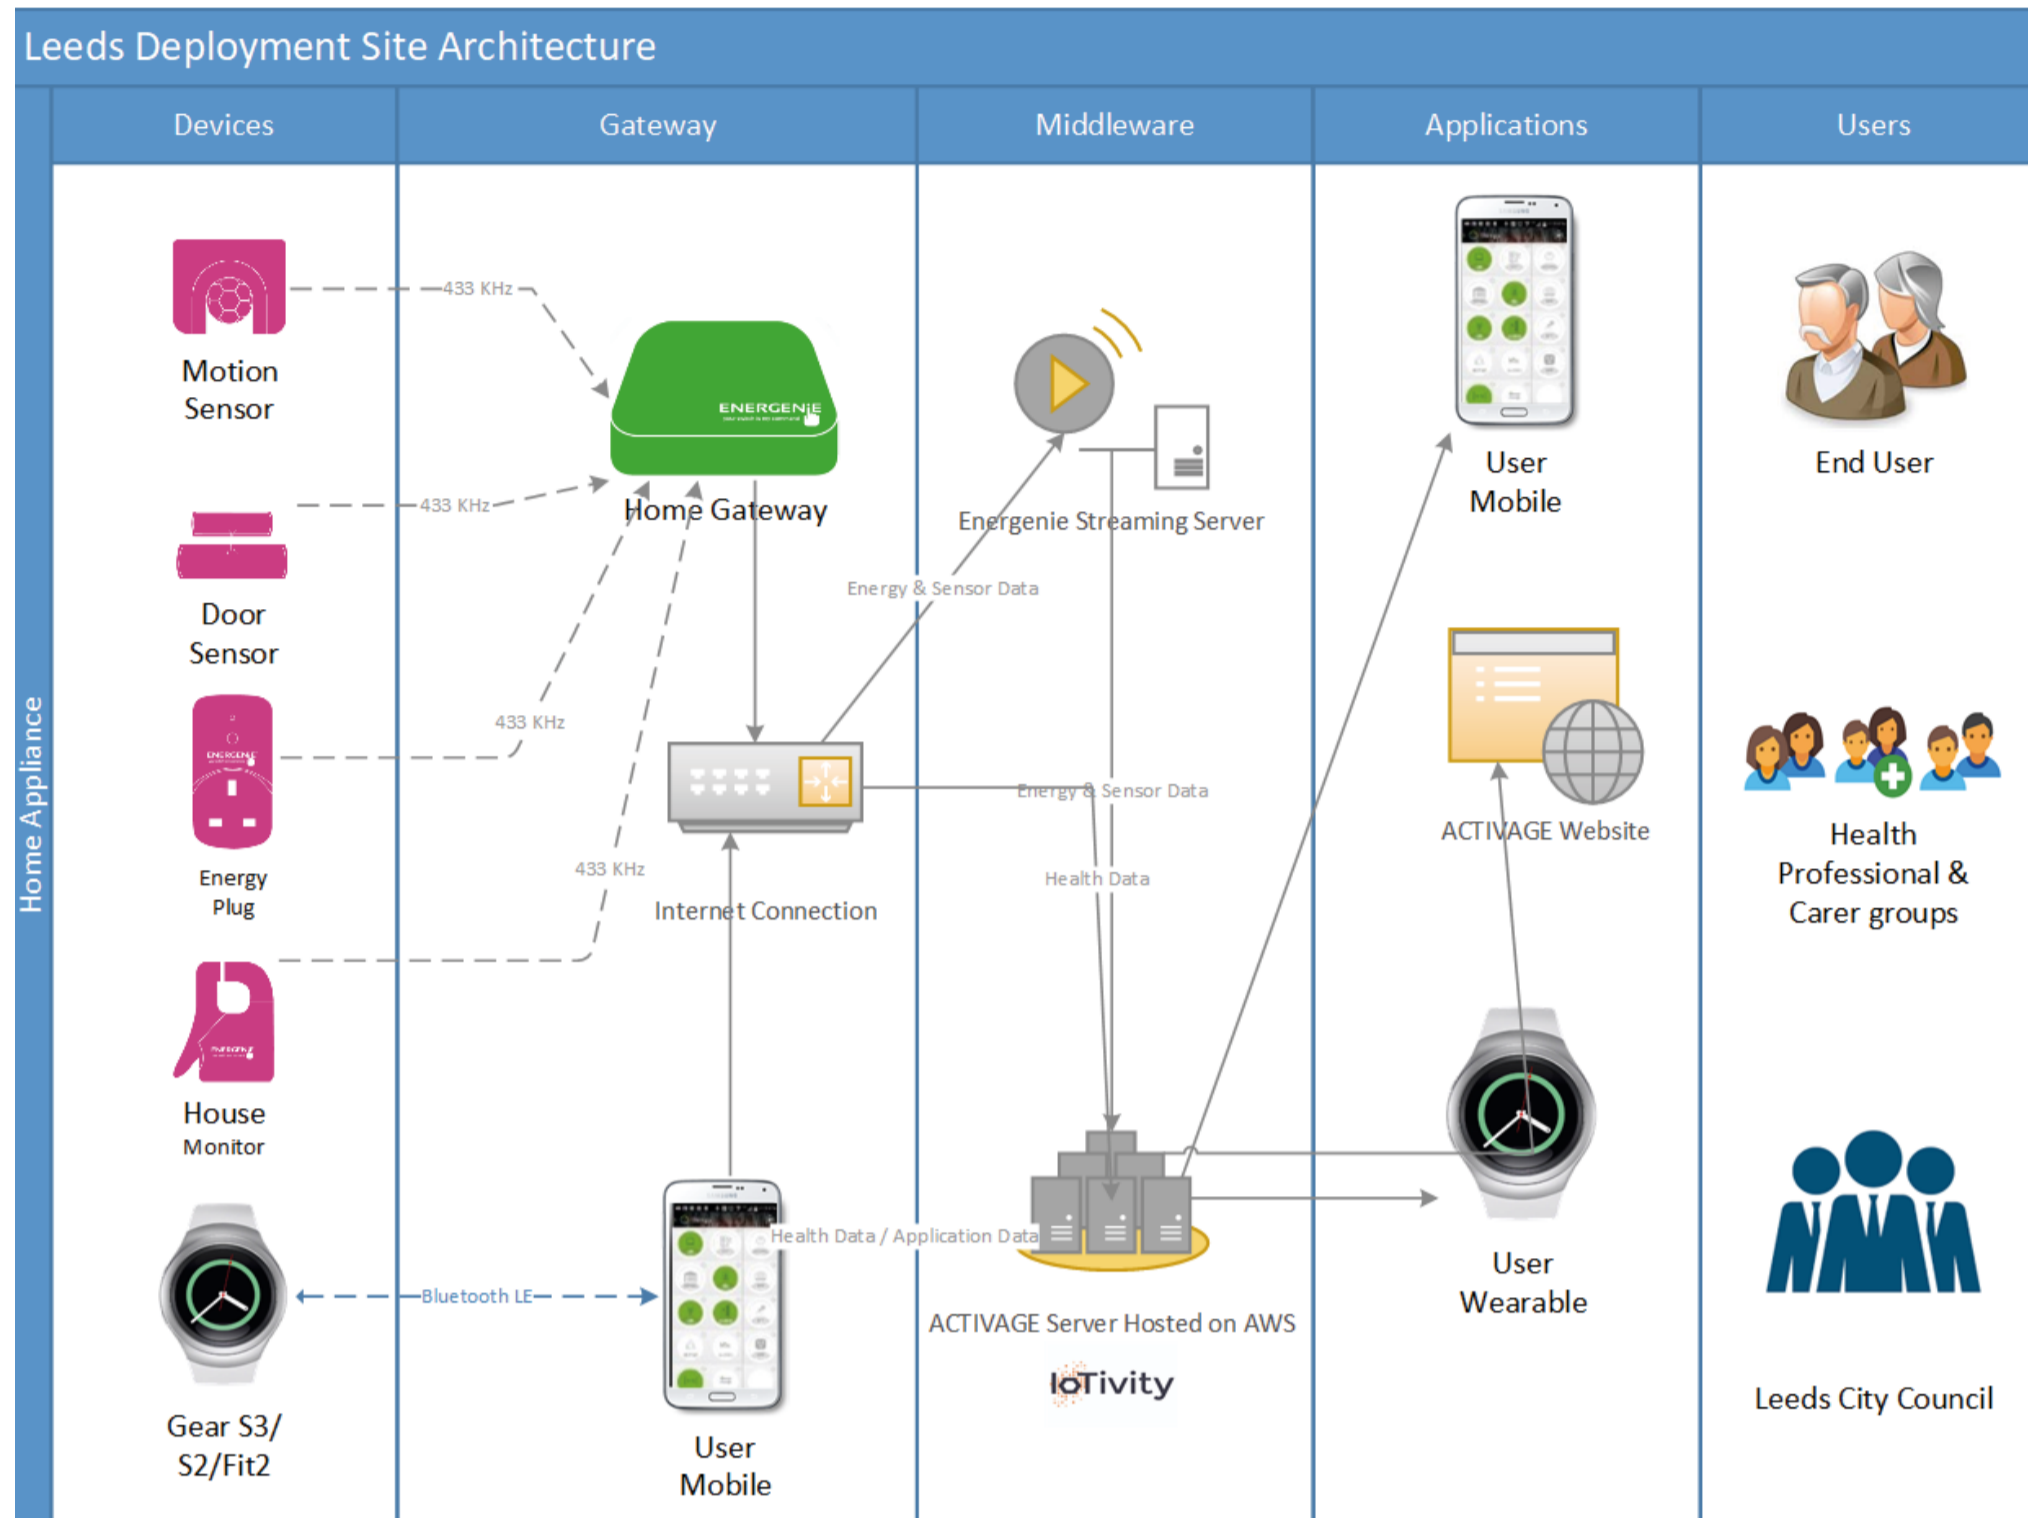 Leeds Deployment Site Architecture
Devices
Gateway
Middleware
Applications
Users
Home Appliance
Motion
Sensor
433 KHz
Door
Sensor
433 KHz
ENERGENIE
Energy
Plug
433 KHz
ENERGENIE
House
Monitor
433 KHz
Gear S3/
S2/Fit2
Bluetooth LE
ENERGENIE
Home Gateway
Internet Connection
User
Mobile
Energy & Sensor Data
Energenie Streaming Server
Energy & Sensor Data
Health Data
Health Data / Application Data
ACTIVAGE Server Hosted on AWS
IoTivity
SAMSUNG
User
Mobile
ACTIVAGE Website
User
Wearable
End User
Health
Professional &
Carer groups
Leeds City Council